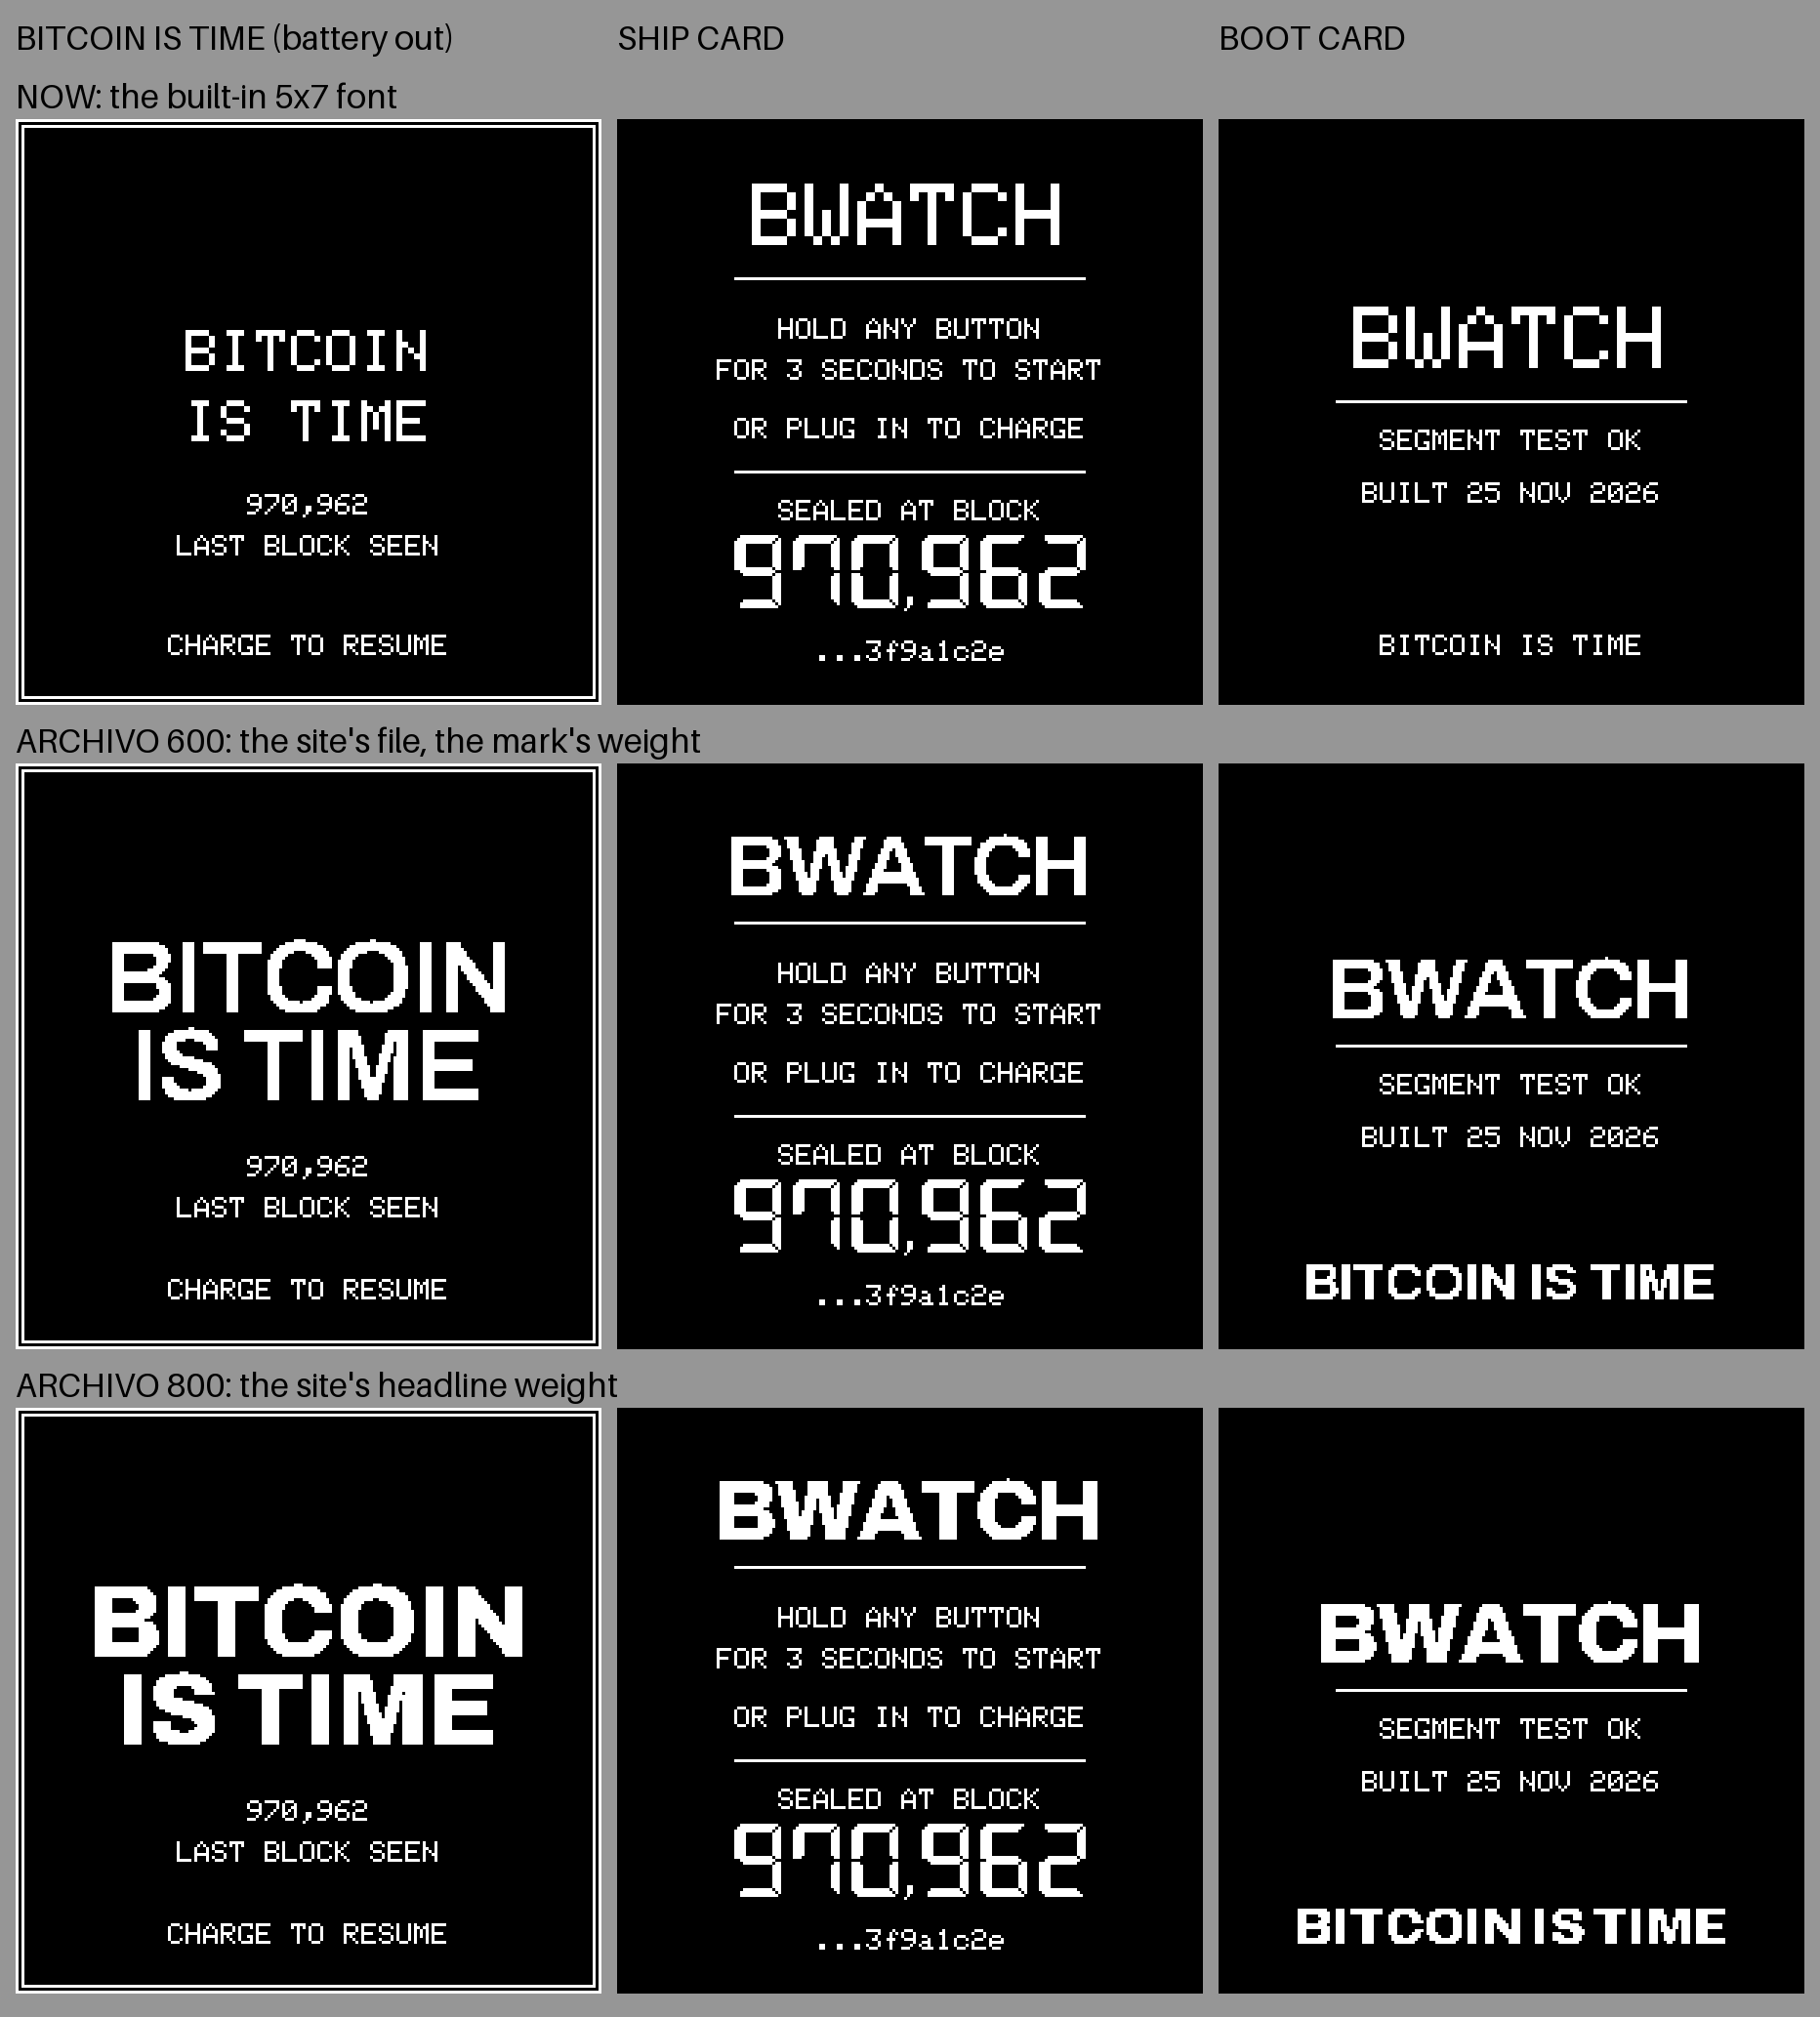 BITCOIN IS TIME (battery out)
SHIP CARD
BOOT CARD
NOW: the built-in 5x7 font
BITCOIN
IS TIME
970,962
LAST BLOCK SEEN
CHARGE TO RESUME
BWATCH
HOLD ANY BUTTON
FOR 3 SECONDS TO START
OR PLUG IN TO CHARGE
SEALED AT BLOCK
970,962
...3f9a1c2e
BWATCH
SEGMENT TEST OK
BUILT 25 NOV 2026
BITCOIN IS TIME
ARCHIVO 600: the site's file, the mark's weight
BITCOIN
IS TIME
970,962
LAST BLOCK SEEN
CHARGE TO RESUME
BWATCH
HOLD ANY BUTTON
FOR 3 SECONDS TO START
OR PLUG IN TO CHARGE
SEALED AT BLOCK
970,962
...3f9a1c2e
BWATCH
SEGMENT TEST OK
BUILT 25 NOV 2026
BITCOIN IS TIME
ARCHIVO 800: the site's headline weight
BITCOIN
IS TIME
970,962
LAST BLOCK SEEN
CHARGE TO RESUME
BWATCH
HOLD ANY BUTTON
FOR 3 SECONDS TO START
OR PLUG IN TO CHARGE
SEALED AT BLOCK
970,962
...3f9a1c2e
BWATCH
SEGMENT TEST OK
BUILT 25 NOV 2026
BITCOIN IS TIME